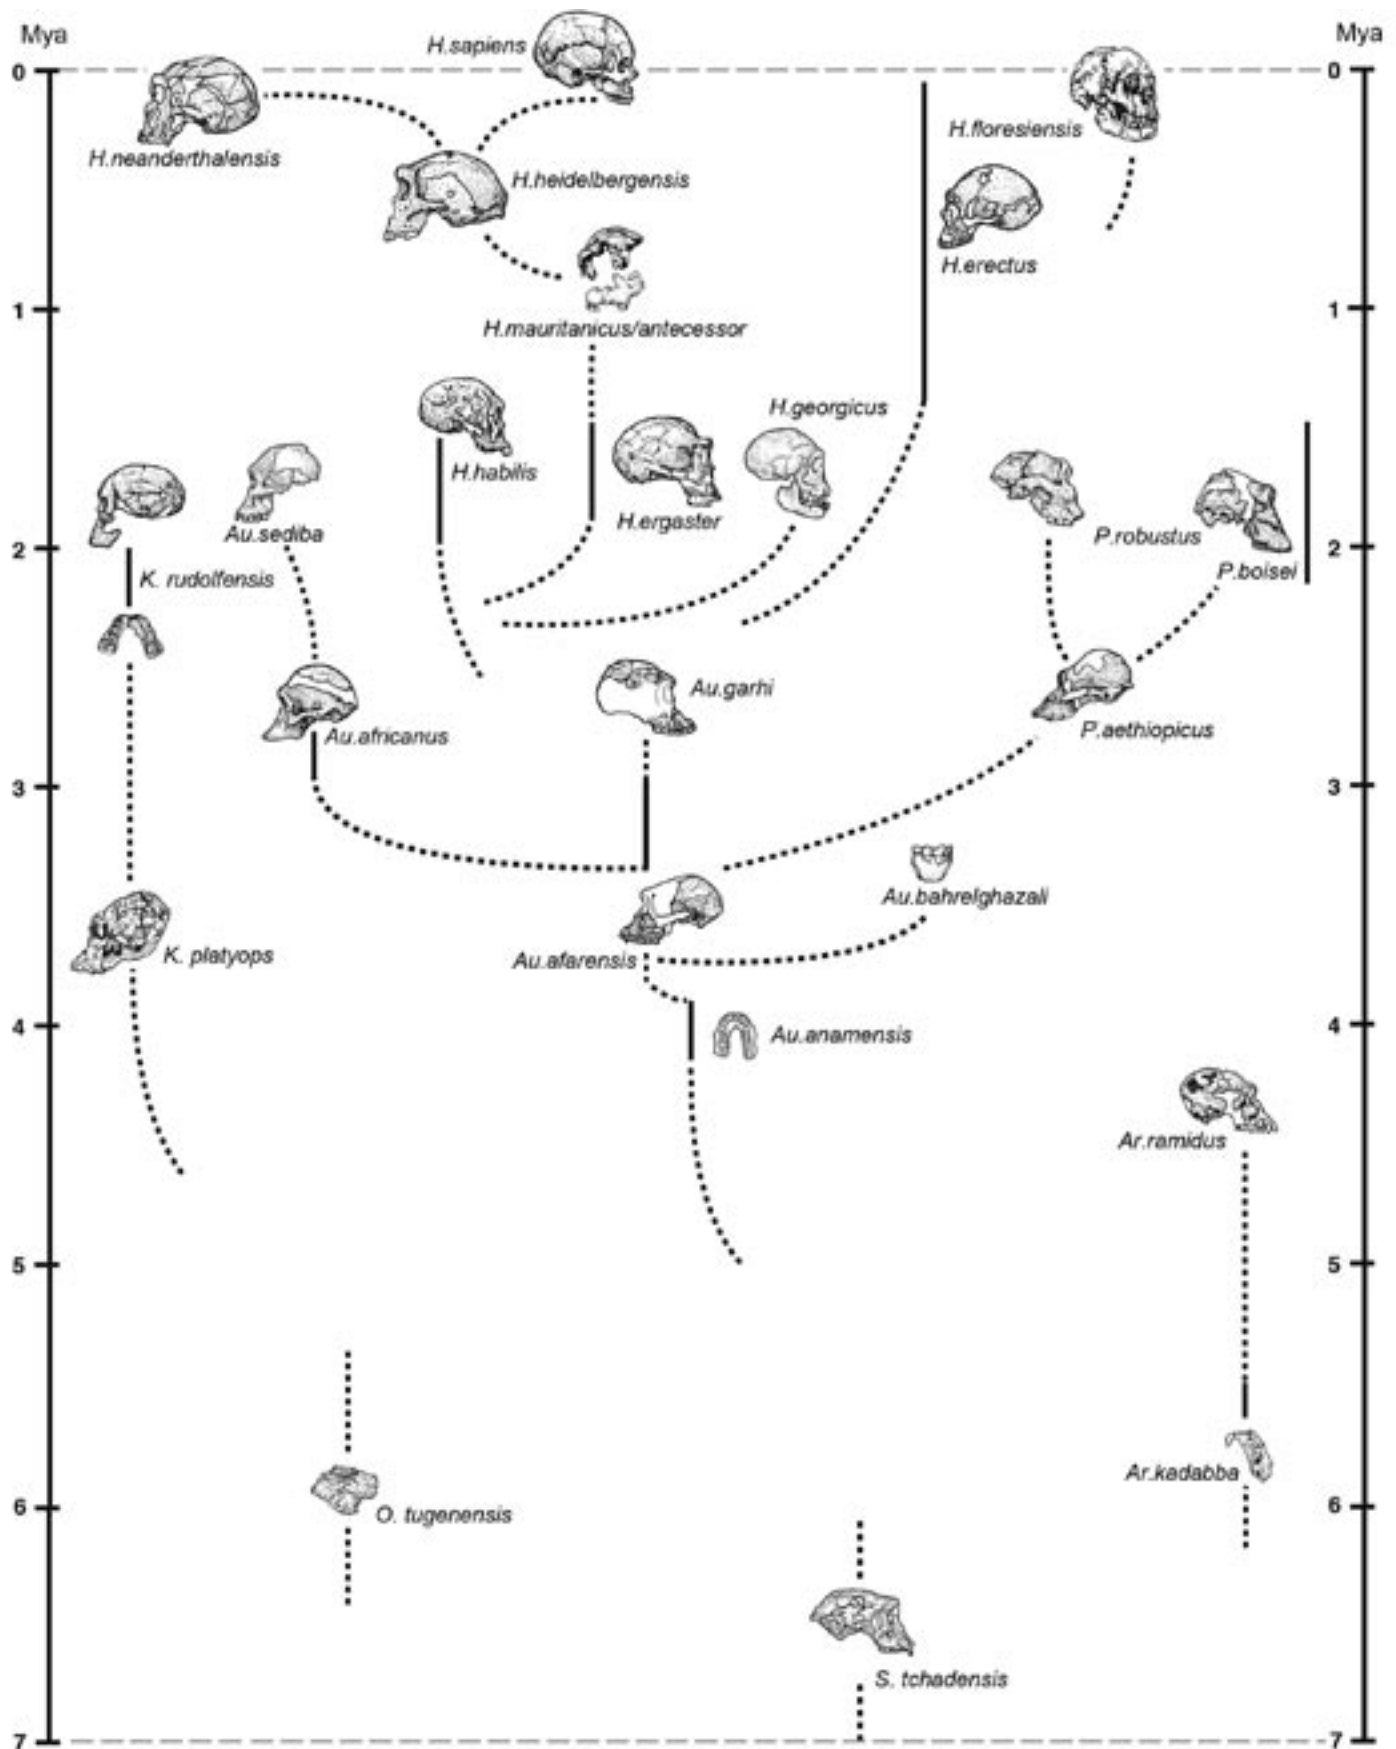 Mya
Mya
H.sapiens
0
0
H.floresiensis
H.neanderthalensis
H.heidelbergensis
H.erectus
1
1
H.mauritanicus/antecessor
H.georgicus
H.habilis
H.ergaster
Au.sediba
P.robustus
2
2
K. rudolfensis
P.boisei
Au.garhi
Au.africanus
P.aethiopicus
3
3
Au.bahrelghazali
K. platyops
Au.afarensis
4
4
Au.anamensis
Ar.ramidus
5
5
Ar.kadabba
6
6
O. tugenensis
S. tchadensis
7
7